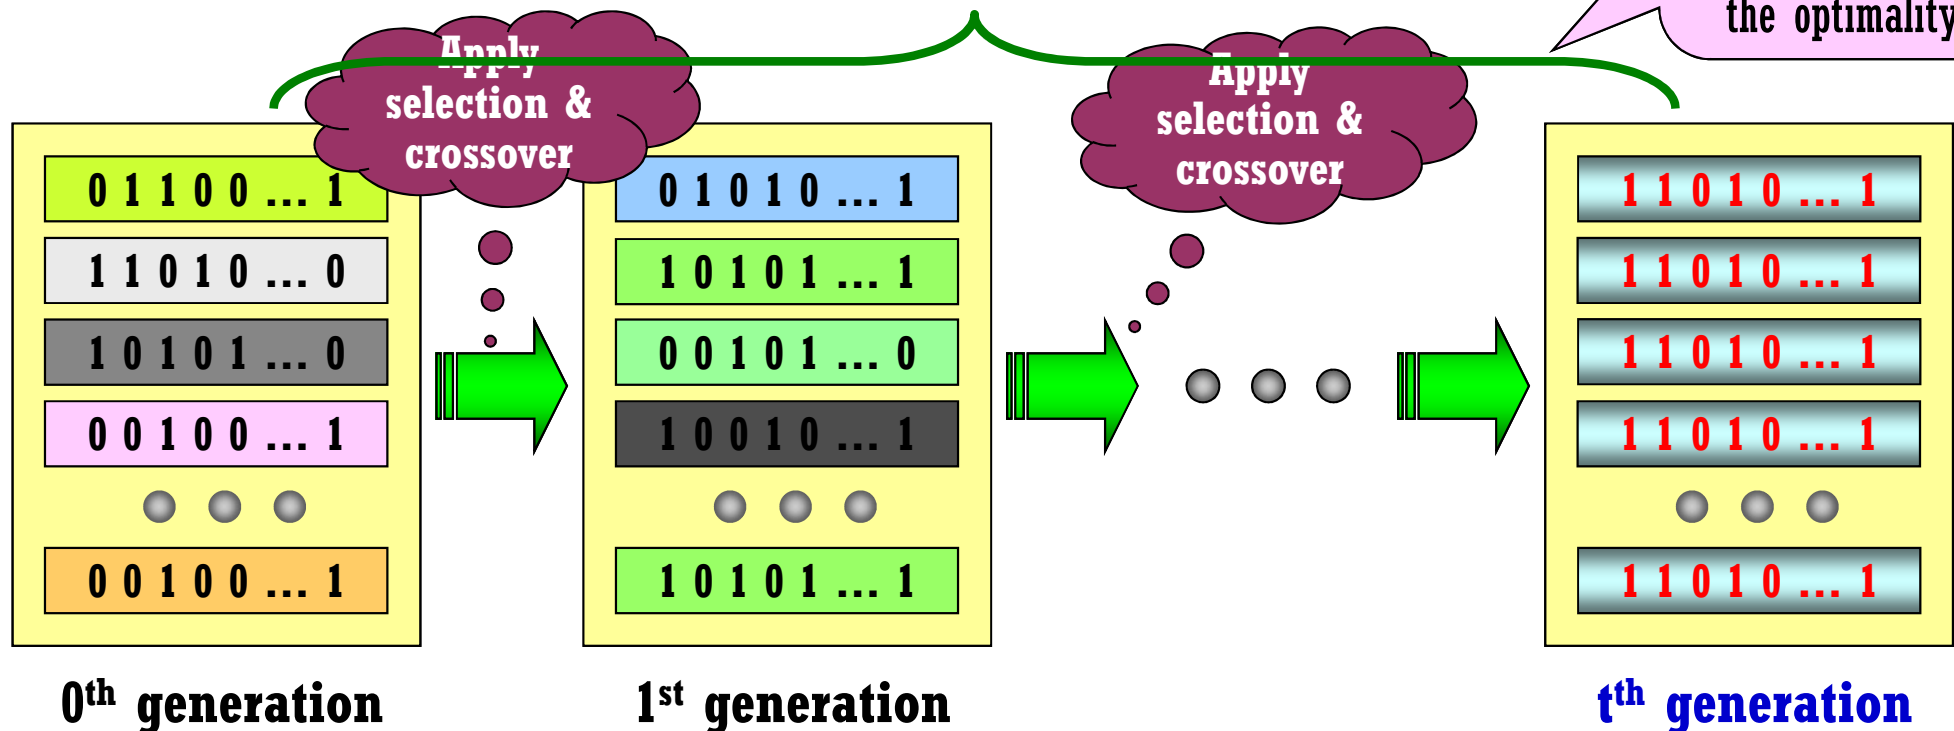 the optimality
Apply
selection &
crossover
Apply
selection &
crossover
0 1 1 0 0 ... 1
1 1 0 1 0 ... 0
1 0 1 0 1 ... 0
0 0 1 0 0 ... 1
0 0 1 0 0 ... 1
0th generation
0 1 0 1 0 ... 1
1 0 1 0 1 ... 1
0 0 1 0 1 ... 0
1 0 0 1 0 ... 1
1 0 1 0 1 ... 1
1st generation
1 1 0 1 0 ... 1
1 1 0 1 0 ... 1
1 1 0 1 0 ... 1
1 1 0 1 0 ... 1
1 1 0 1 0 ... 1
tth generation